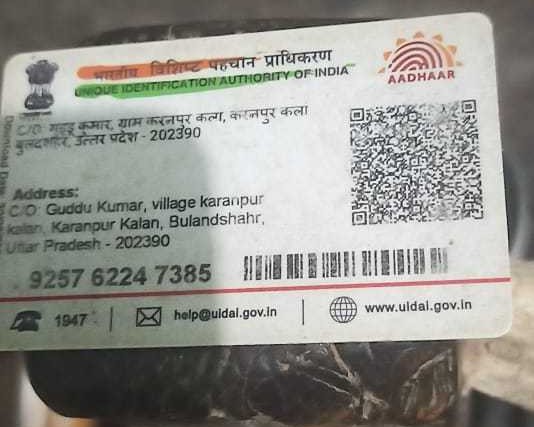 भारतीय विशिष्ट पहचान प्राधिकरण
UNIQUE IDENTIFICATION AUTHORITY OF INDIA
AADHAAR
C/O: कुमार, ग्राम करनपुर कला, करनपुर कला
बुलंदशहर, उत्तर प्रदेश - 202390
Address:
C/O: Guddu Kumar, village karanpur
kalan, Karanpur Kalan, Bulandshahr,
Uttar Pradesh - 202390
9257 6224 7385
1947
help@uidai.gov.in
www.uidai.gov.in
Download Date